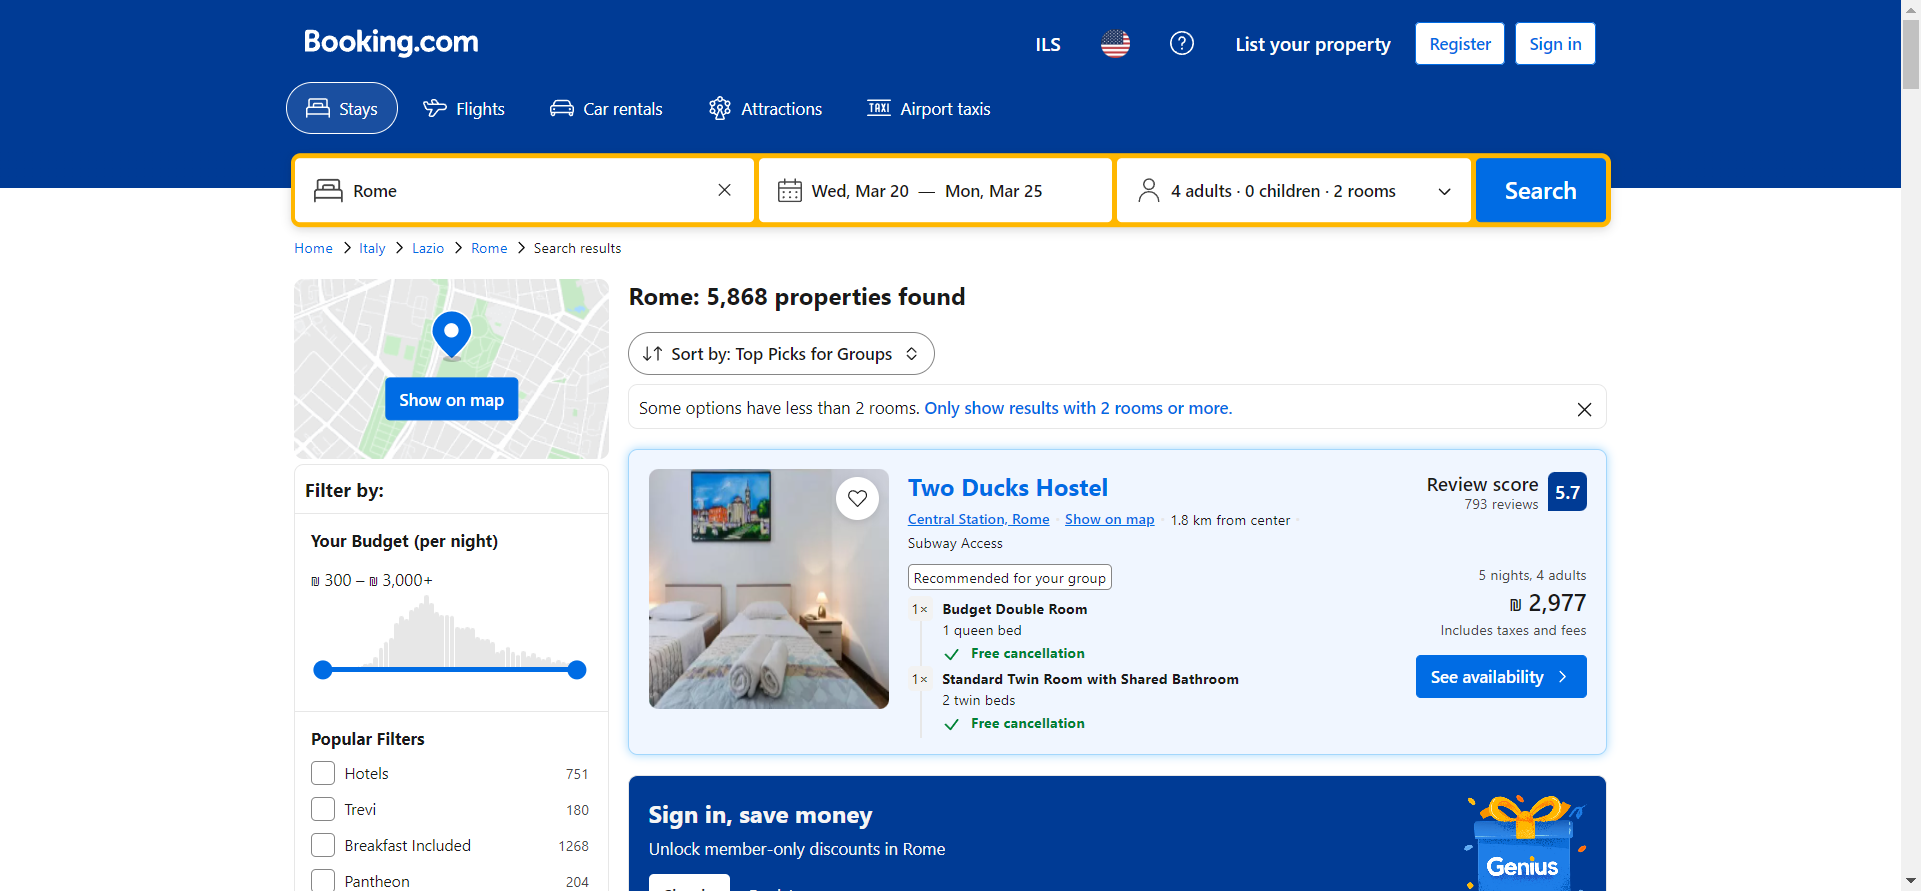 Booking.com
ILS
List your property
Register
Sign in
Stays
Flights
Car rentals
Attractions
TAXI
Airport taxis
Rome
Wed, Mar 20 — Mon, Mar 25
4 adults · 0 children · 2 rooms
Search
Home > Italy > Lazio > Rome > Search results
Show on map
Filter by:
Your Budget (per night)
₪ 300 – ₪ 3,000+
Popular Filters
Hotels 751
Trevi 180
Breakfast Included 1268
Pantheon 204
Rome: 5,868 properties found
Sort by: Top Picks for Groups
Some options have less than 2 rooms. Only show results with 2 rooms or more.
Two Ducks Hostel
Review score
793 reviews
5.7
Central Station, Rome
Show on map
1.8 km from center
Subway Access
Recommended for your group
1× Budget Double Room
1 queen bed
Free cancellation
1× Standard Twin Room with Shared Bathroom
2 twin beds
Free cancellation
5 nights, 4 adults
₪ 2,977
Includes taxes and fees
See availability
Sign in, save money
Unlock member-only discounts in Rome
Genius